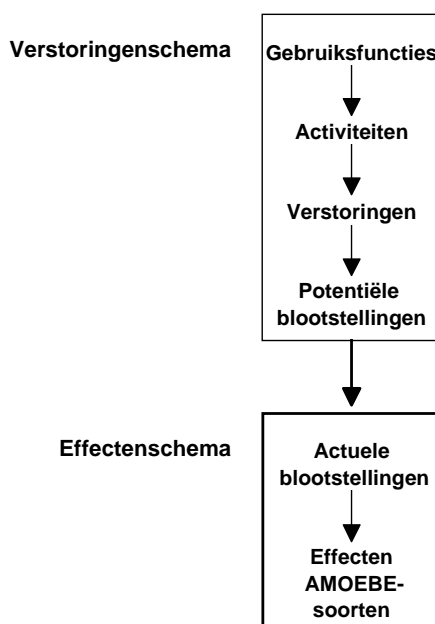 Verstoringenschema
Gebruiksfuncties
Activiteiten
Verstoringen
Potentiële
blootstellingen
Effectenschema
Actuele
blootstellingen
Effecten
AMOEBE-
soorten